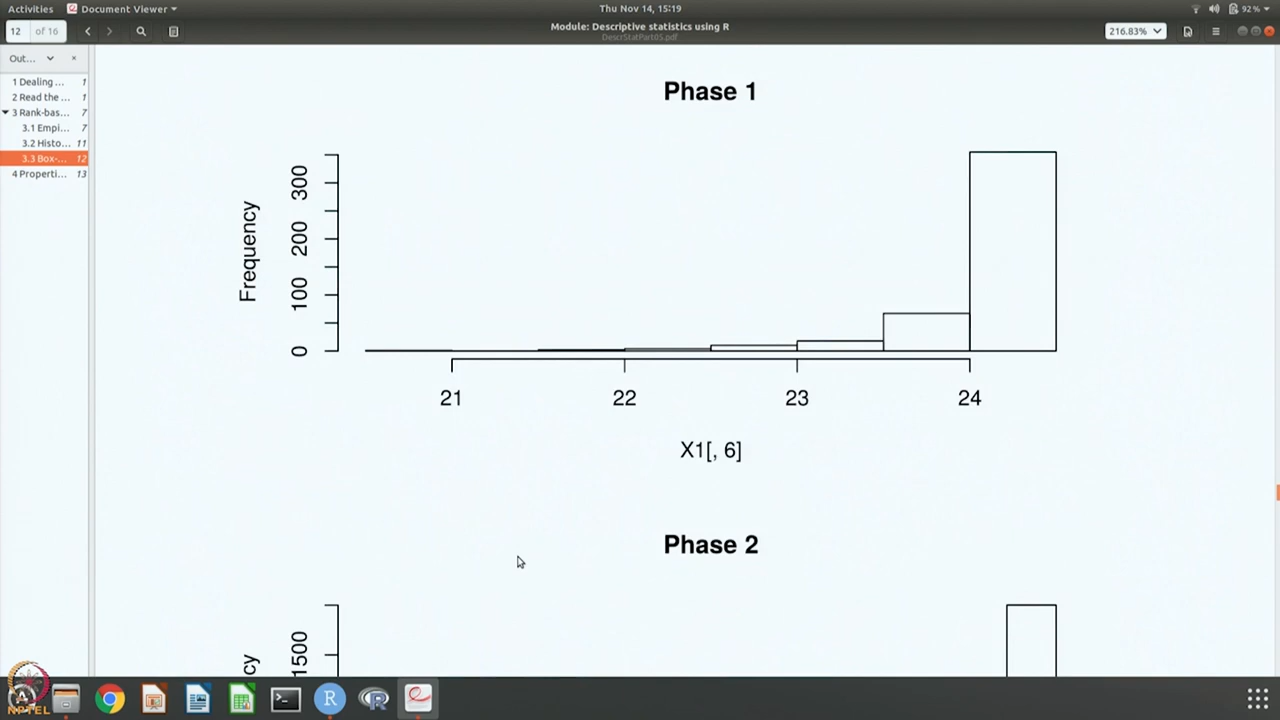 Activities
Document Viewer
Thu Nov 14, 15:19
92 %
12
of 16
Module: Descriptive statistics using R
DescrStatPart05.pdf
216.83%
Out...
1 Dealing ... 1
2 Read the ... 1
3 Rank-bas... 7
3.1 Empi... 7
3.2 Histo... 11
3.3 Box-... 12
4 Properti... 13
Phase 1
Frequency
300
200
100
0
21 22 23 24
X1[, 6]
Phase 2
1500
cy
NPTEL